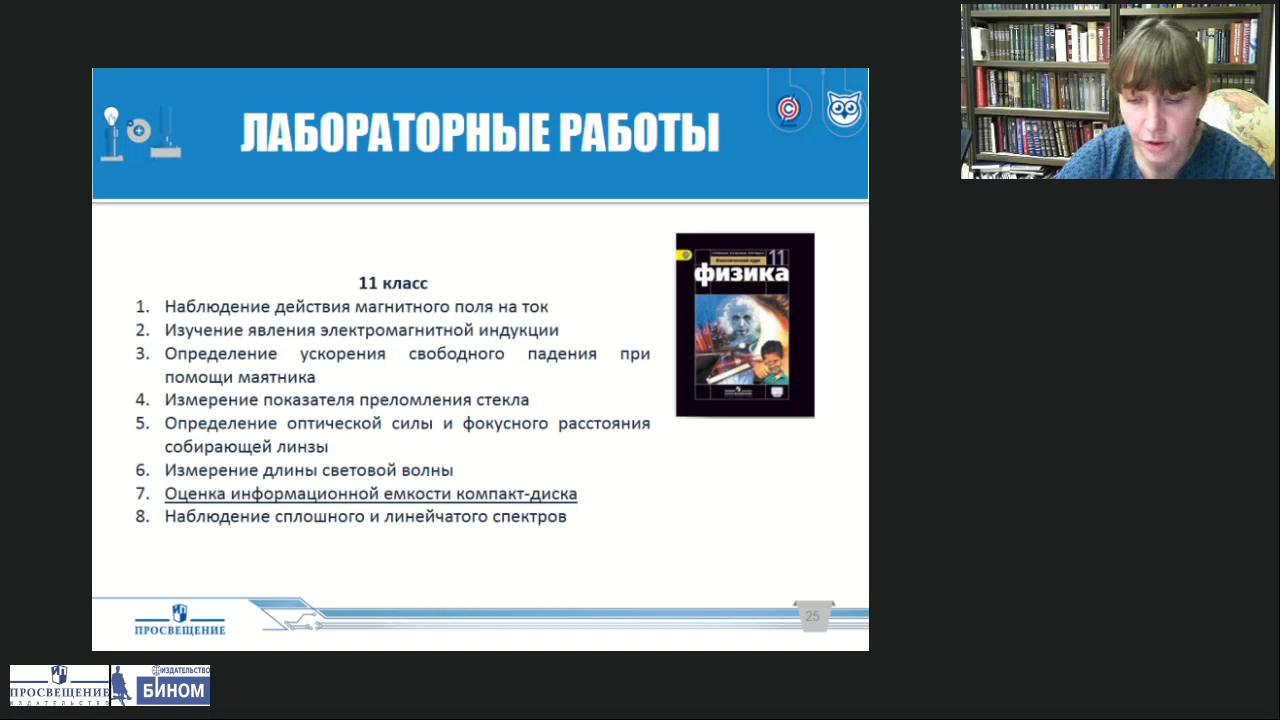 ЛАБОРАТОРНЫЕ РАБОТЫ
11 класс
1. Наблюдение действия магнитного поля на ток
2. Изучение явления электромагнитной индукции
3. Определение ускорения свободного падения при
помощи маятника
4. Измерение показателя преломления стекла
5. Определение оптической силы и фокусного расстояния
собирающей линзы
6. Измерение длины световой волны
7. Оценка информационной емкости компакт-диска
8. Наблюдение сплошного и линейчатого спектров
11
физика
ПРОСВЕЩЕНИЕ
25
ПРОСВЕЩЕНИЕ
ИЗДАТЕЛЬСТВО
ИЗДАТЕЛЬСТВО
БИНОМ